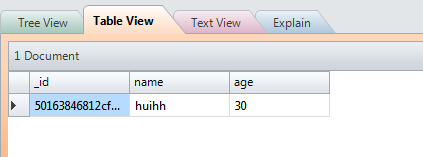 Tree View Table View Text View Explain
1 Document
_id name age
50163846812cf... huihh 30